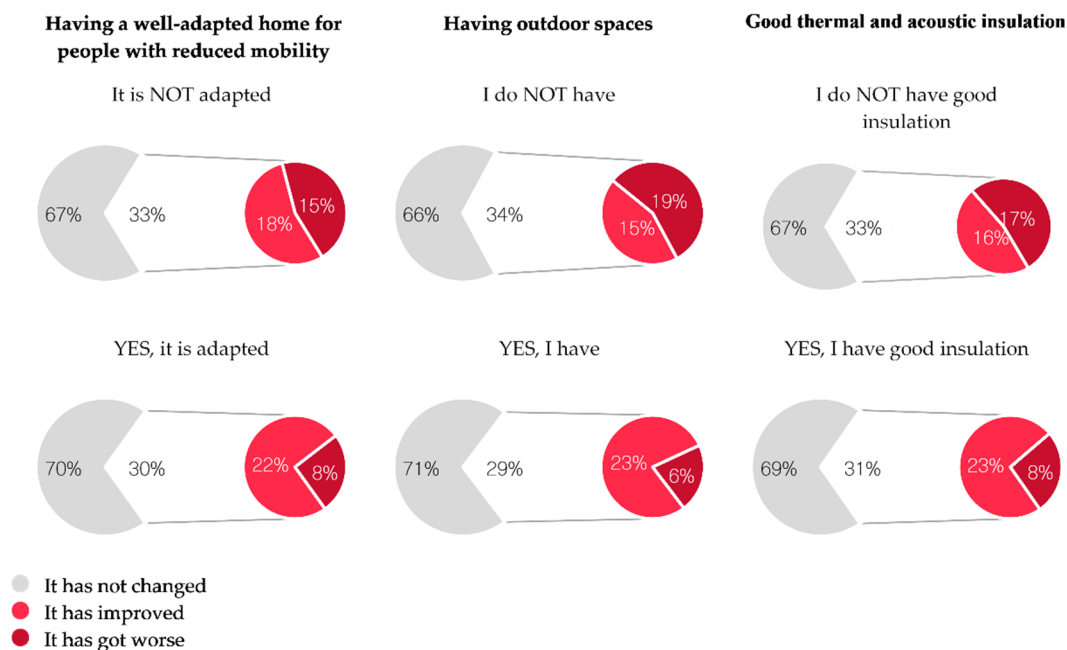 Having a well-adapted home for
people with reduced mobility
Having outdoor spaces
Good thermal and acoustic insulation
It is NOT adapted
I do NOT have
I do NOT have good
insulation
67%
33%
18%
15%
66%
34%
15%
19%
67%
33%
16%
17%
YES, it is adapted
YES, I have
YES, I have good insulation
70%
30%
22%
8%
71%
29%
23%
6%
69%
31%
23%
8%
It has not changed
It has improved
It has got worse